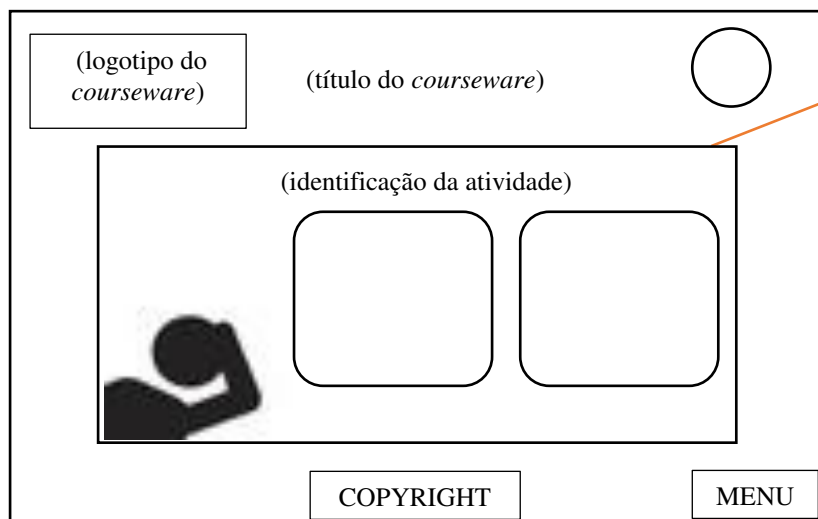 (logotipo do
courseware)
(título do courseware)
(identificação da atividade)
COPYRIGHT
MENU